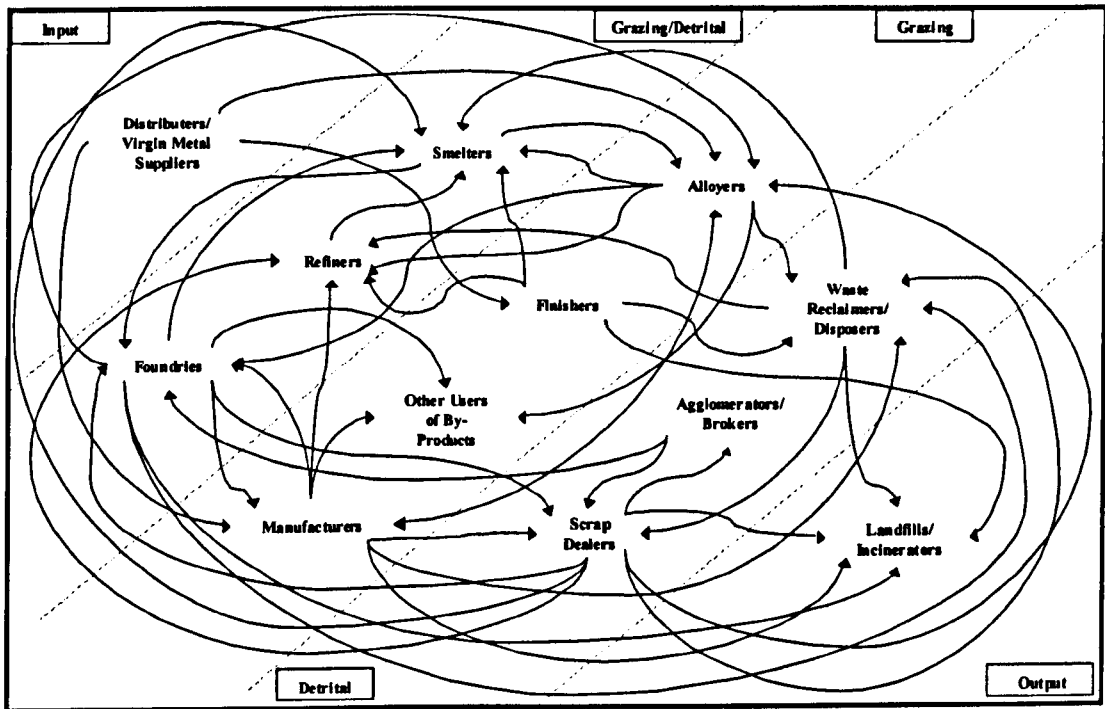 Input
Grazing/Detrital
Grazing
Distributers/
Virgin Metal
Suppliers
Smelters
Alloyers
Refiners
Finishers
Waste
Reclaimers/
Disposers
Foundries
Other Users
of By-
Products
Agglomerators/
Brokers
Manufacturers
Scrap
Dealers
Landfills/
Incinerators
Detrital
Output